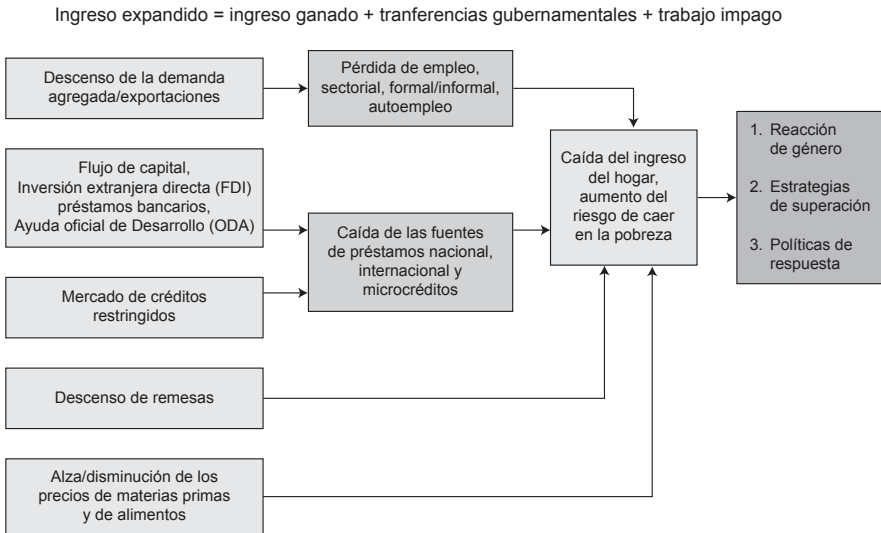 Ingreso expandido = ingreso ganado + tranferencias gubernamentales + trabajo impago
Descenso de la demanda
agregada/exportaciones
Pérdida de empleo,
sectorial, formal/informal,
autoempleo
Flujo de capital,
Inversión extranjera directa (FDI)
préstamos bancarios,
Ayuda oficial de Desarrollo (ODA)
Mercado de créditos
restringidos
Caída de las fuentes
de préstamos nacional,
internacional y
microcréditos
Caída del ingreso
del hogar,
aumento del
riesgo de caer
en la pobreza
1. Reacción
de género
2. Estrategias
de superación
3. Políticas de
respuesta
Descenso de remesas
Alza/disminución de los
precios de materias primas
y de alimentos